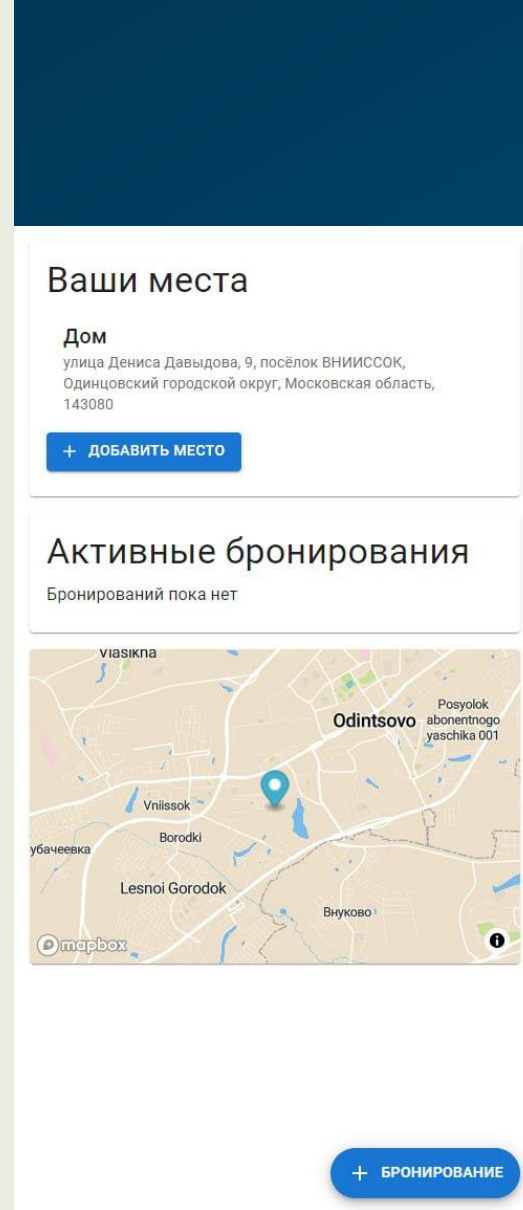 Ваши места
Дом
улица Дениса Давыдова, 9, посёлок ВНИИССОК,
Одинцовский городской округ, Московская область,
143080
+ ДОБАВИТЬ МЕСТО
Активные бронирования
Бронирований пока нет
Vlasikha
Odintsovo
Posyolok
abonentnogo
yaschika 001
Vniissok
Borodki
убачеевка
Lesnoi Gorodok
Внуково
mapbox
+ БРОНИРОВАНИЕ